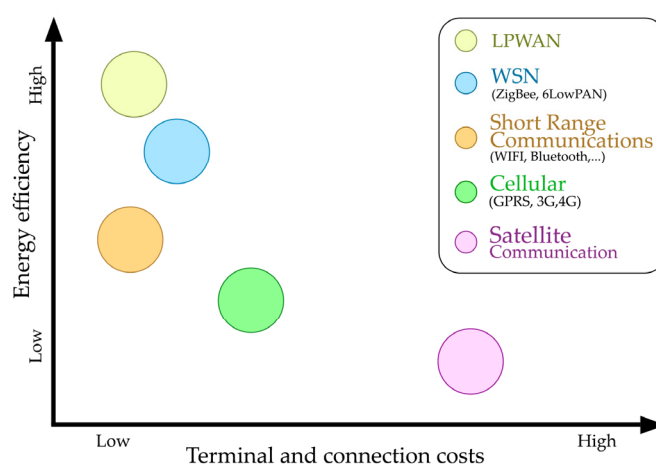 High
Energy efficiency
Low
Low
Terminal and connection costs
High
LPWAN
WSN
(ZigBee, 6LowPAN)
Short Range
Communications
(WIFI, Bluetooth,...)
Cellular
(GPRS, 3G,4G)
Satellite
Communication